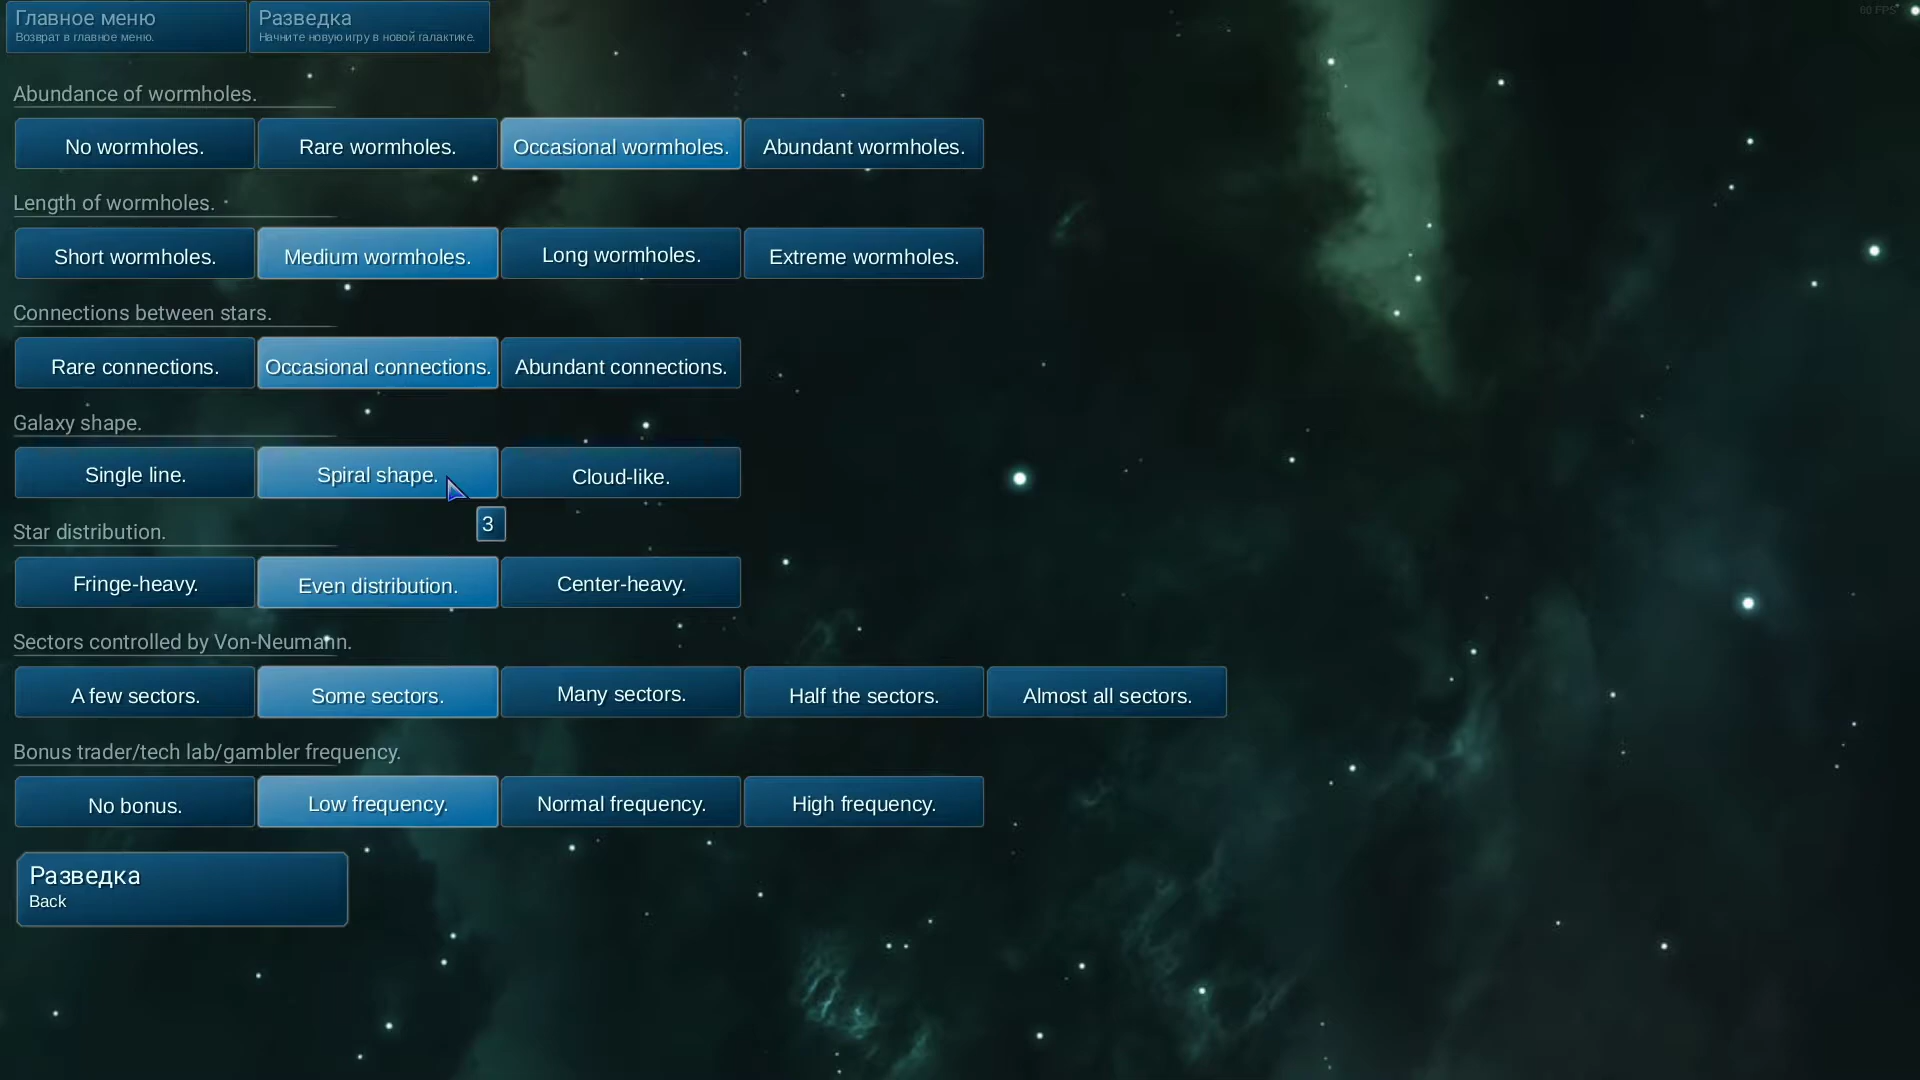 Главное меню
Возврат в главное меню.
Разведка
Начните новую игру в новой галактике.
60 FPS
Abundance of wormholes.
No wormholes.
Rare wormholes.
Occasional wormholes.
Abundant wormholes.
Length of wormholes.
Short wormholes.
Medium wormholes.
Long wormholes.
Extreme wormholes.
Connections between stars.
Rare connections.
Occasional connections.
Abundant connections.
Galaxy shape.
Single line.
Spiral shape.
Cloud-like.
3
Star distribution.
Fringe-heavy.
Even distribution.
Center-heavy.
Sectors controlled by Von-Neumann.
A few sectors.
Some sectors.
Many sectors.
Half the sectors.
Almost all sectors.
Bonus trader/tech lab/gambler frequency.
No bonus.
Low frequency.
Normal frequency.
High frequency.
Разведка
Back